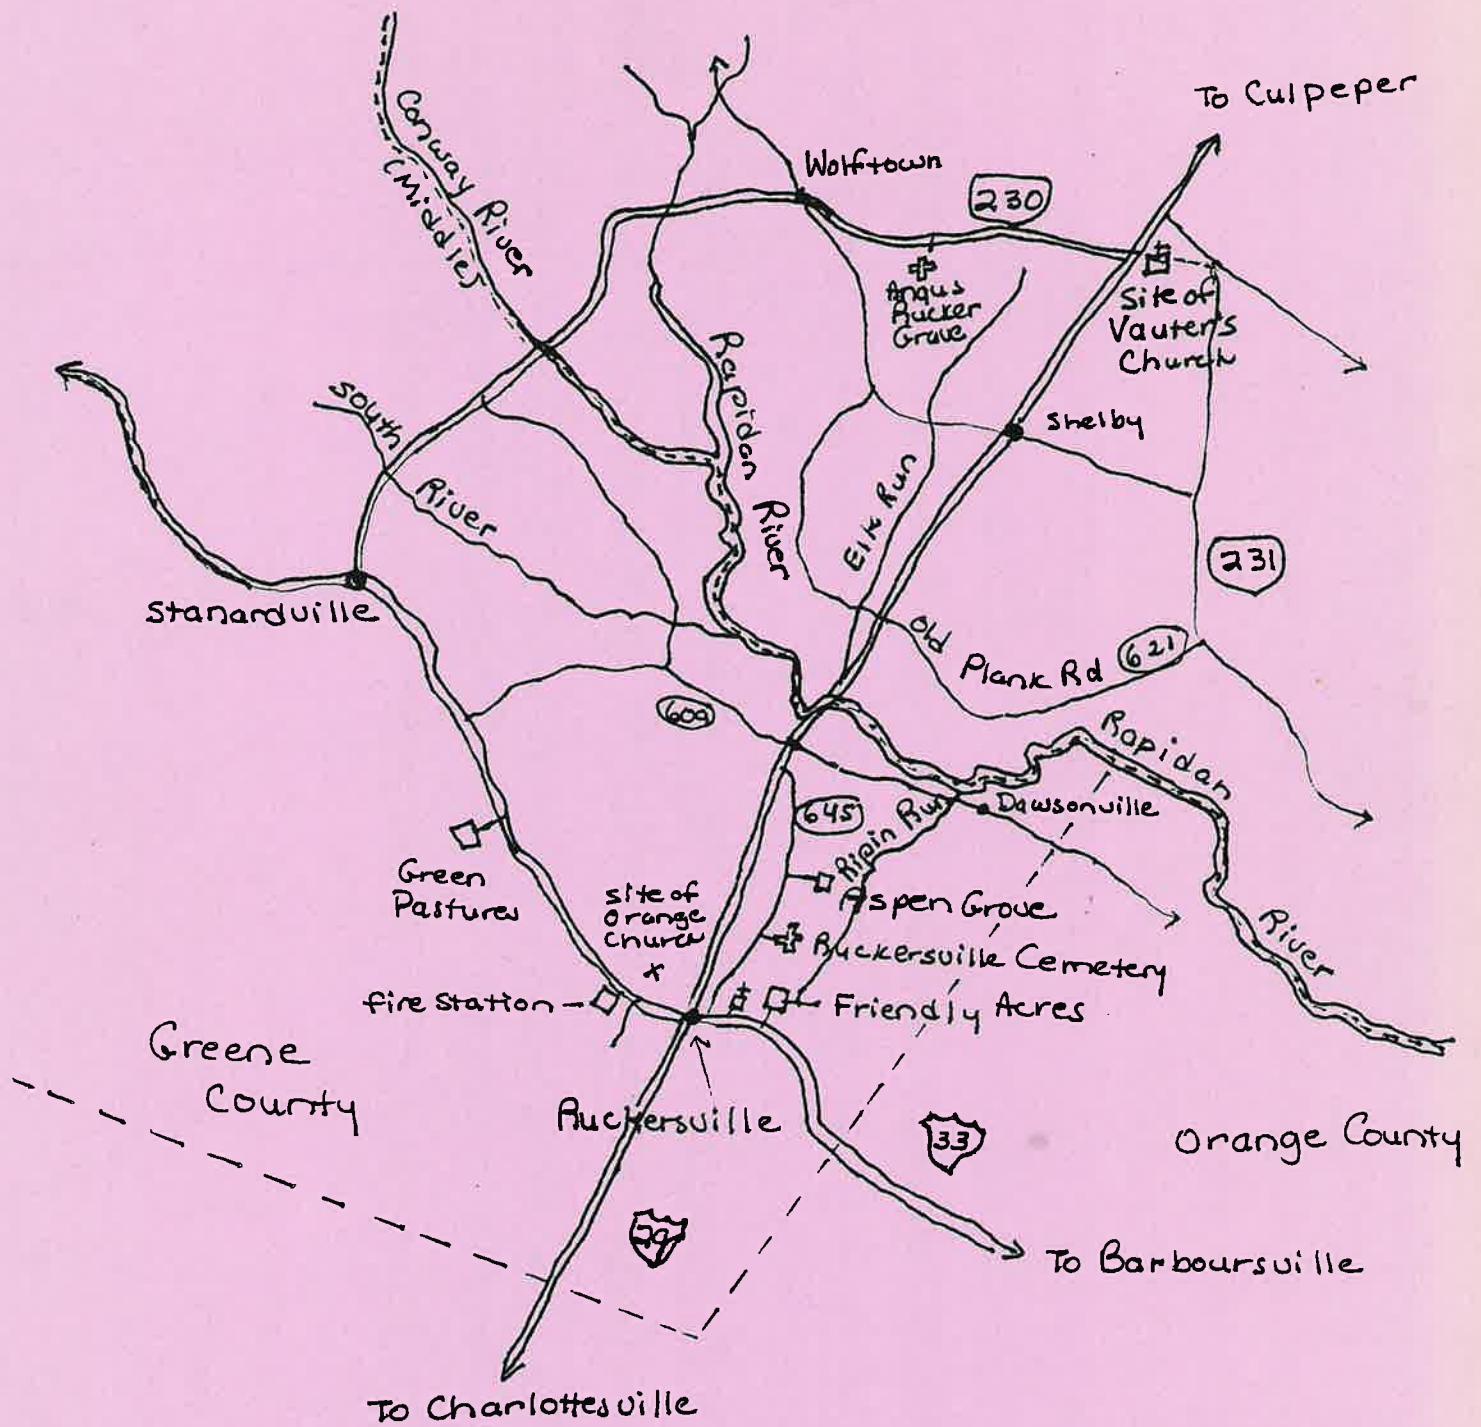 To Culpeper
Conway River
(Middle)
Wolftown
230
Angus
Rucker
Grave
Site of
Vauter's
Church
South
River
Rapidan
River
Shelby
Elk Run
231
Stanardville
Old
Plank Rd
621
609
Rapidan
River
645
Ripin Run
Dawsonville
Green
Pastures
Site of
Orange
Church
x
Aspen Grove
Ruckersville Cemetery
fire Station
Friendly Acres
Greene
County
Ruckersville
33
Orange County
29
To Barboursville
To Charlottesville